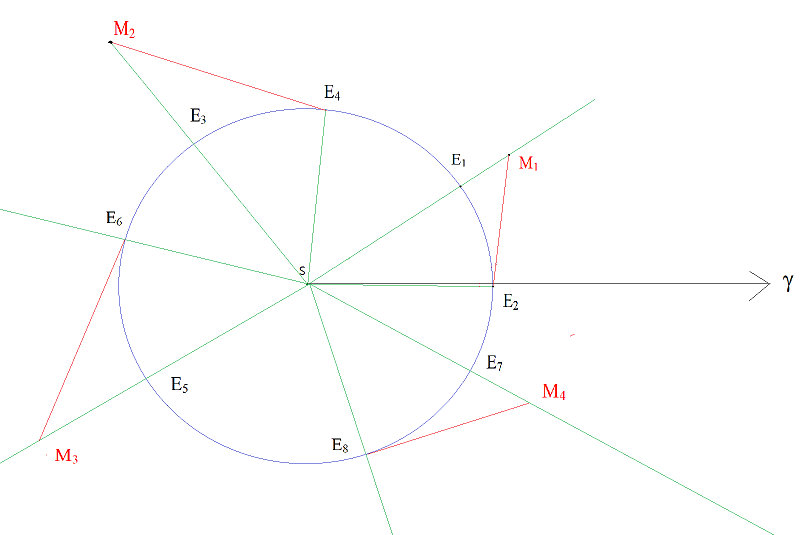 M₂
E₄
E₃
E₁
M₁
E₆
S
γ
E₂
E₇
E₅
M₄
E₈
M₃